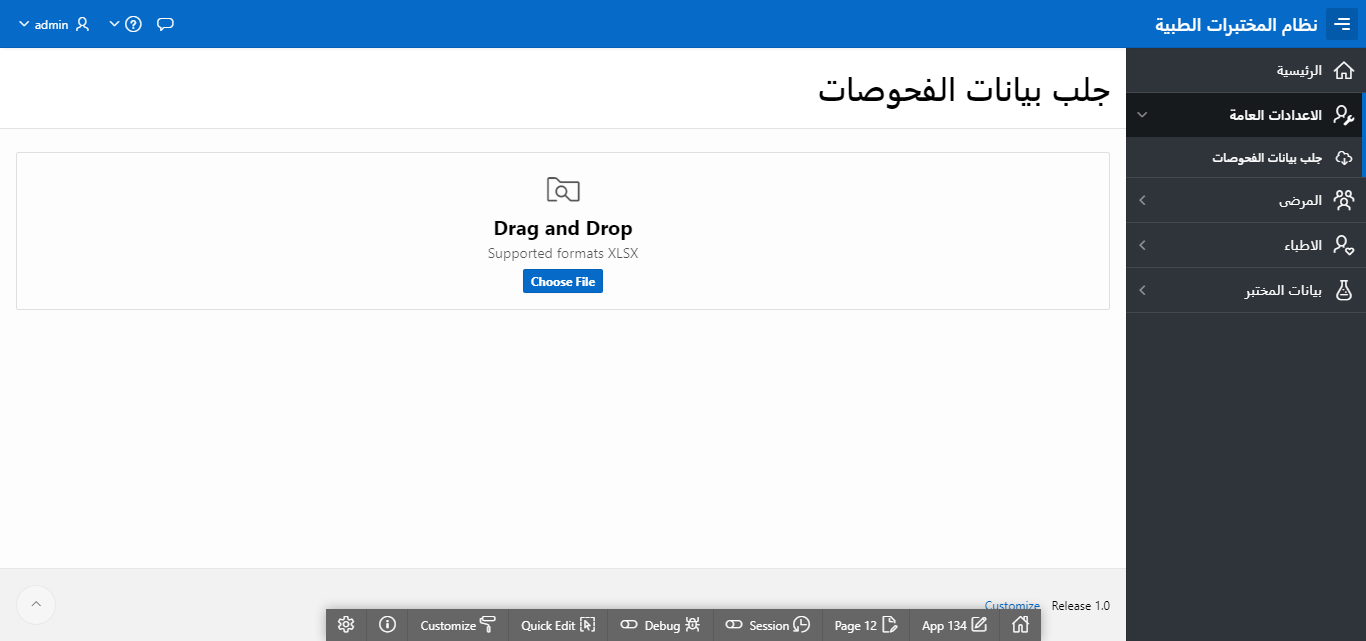 نظام المختبرات الطبية
admin
الرئيسية
الاعدادات العامة
جلب بيانات الفحوصات
المرضى
الاطباء
بيانات المختبر
جلب بيانات الفحوصات
Drag and Drop
Supported formats XLSX
Choose File
Customize Release 1.0
Customize Quick Edit Debug Session Page 12 App 134